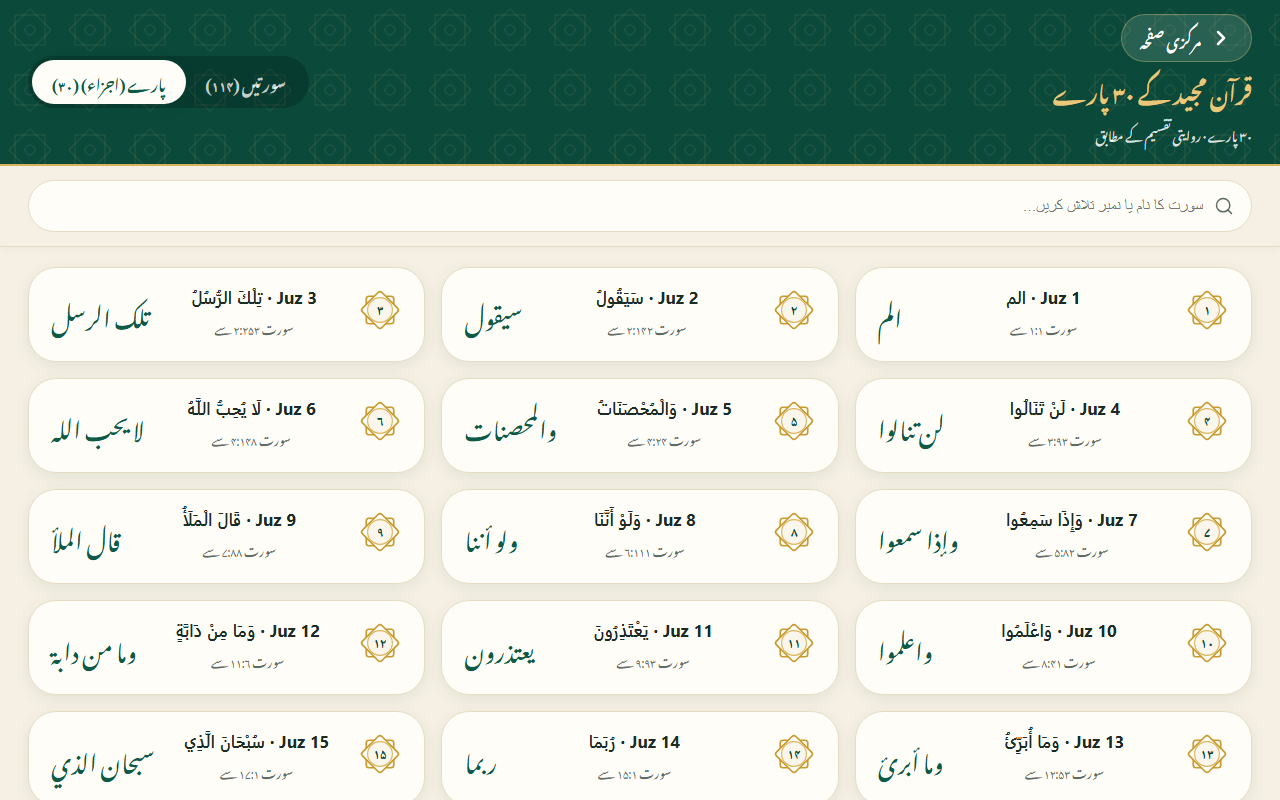 مرکزی صفحہ
قرآن مجید کے ۳۰ پارے
۳۰ پارے · روایتی تقسیم کے مطابق
سورتیں (۱۱۴)
پارے (اجزاء) (۳۰)
سورت کا نام یا نمبر تلاش کریں...
۱
Juz 1 · الم
سورت ۱:۱ سے
الم
۲
Juz 2 · سَيَقُولُ
سورت ۲:۱۴۲ سے
سيقول
۳
Juz 3 · تِلْكَ الرُّسُلُ
سورت ۲:۲۵۳ سے
تلك الرسل
۴
Juz 4 · لَنْ تَنَالُوا
سورت ۳:۹۳ سے
لن تنالوا
۵
Juz 5 · وَالْمُحْصَنَاتُ
سورت ۴:۲۴ سے
والمحصنات
۶
Juz 6 · لَا يُحِبُّ اللَّهُ
سورت ۴:۱۴۸ سے
لا يحب الله
۷
Juz 7 · وَإِذَا سَمِعُوا
سورت ۵:۸۲ سے
وإذا سمعوا
۸
Juz 8 · وَلَوْ أَنَّنَا
سورت ۶:۱۱۱ سے
ولو أننا
۹
Juz 9 · قَالَ الْمَلَأُ
سورت ۷:۸۸ سے
قال الملأ
۱۰
Juz 10 · وَاعْلَمُوا
سورت ۸:۴۱ سے
واعلموا
۱۱
Juz 11 · يَعْتَذِرُونَ
سورت ۹:۹۳ سے
يعتذرون
۱۲
Juz 12 · وَمَا مِنْ دَابَّةٍ
سورت ۱۱:۶ سے
وما من دابة
۱۳
Juz 13 · وَمَا أُبَرِّئُ
سورت ۱۲:۵۳ سے
وما أبرئ
۱۴
Juz 14 · رُبَمَا
سورت ۱۵:۱ سے
ربما
۱۵
Juz 15 · سُبْحَانَ الَّذِي
سورت ۱۷:۱ سے
سبحان الذي